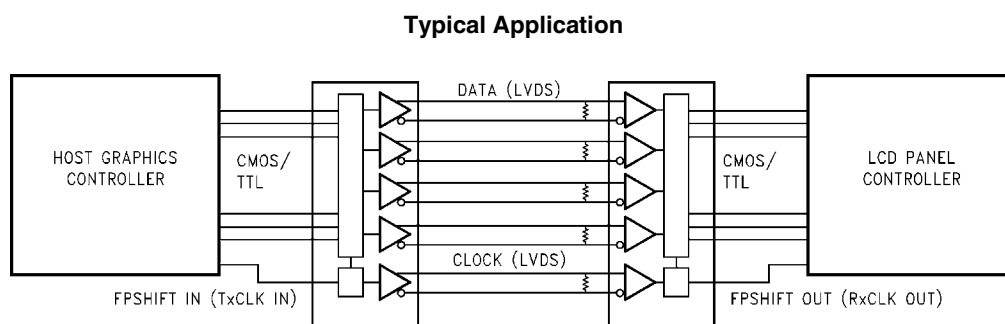 Typical Application
HOST GRAPHICS
CONTROLLER
CMOS/
TTL
DATA (LVDS)
CLOCK (LVDS)
CMOS/
TTL
LCD PANEL
CONTROLLER
FPSHIFT IN (TxCLK IN)
FPSHIFT OUT (RxCLK OUT)